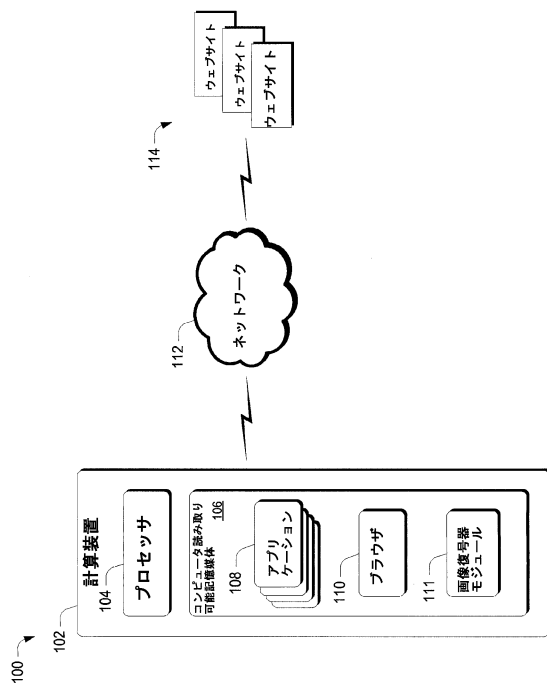 100
102
計算装置
104
プロセッサ
コンピュータ読み取り
可能記憶媒体
106
108
アプリ
ケーション
110
ブラウザ
111
画像復号器
モジュール
112
ネットワーク
114
ウェブサイト
ウェブサイト
ウェブサイト